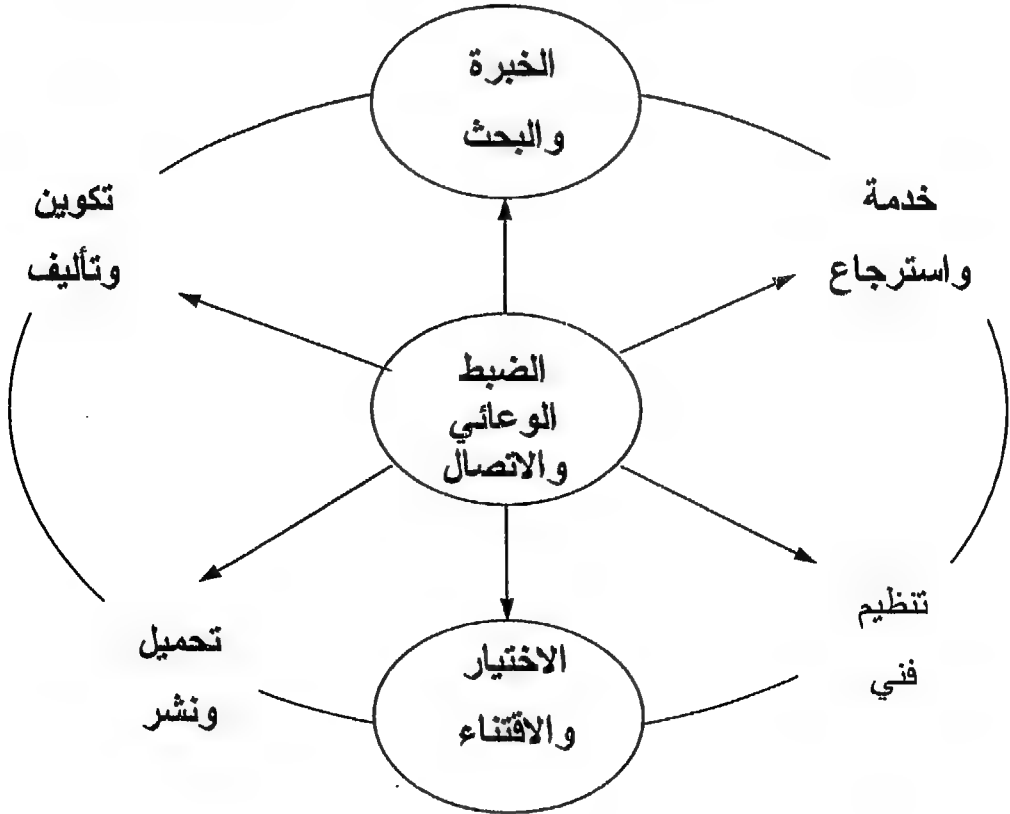 الخبرة
والبحث
خدمة
واسترجاع
تكوين
وتأليف
الضبط
الوعائي
والاتصال
تنظيم
فني
تحميل
ونشر
الاختيار
والاقتناء